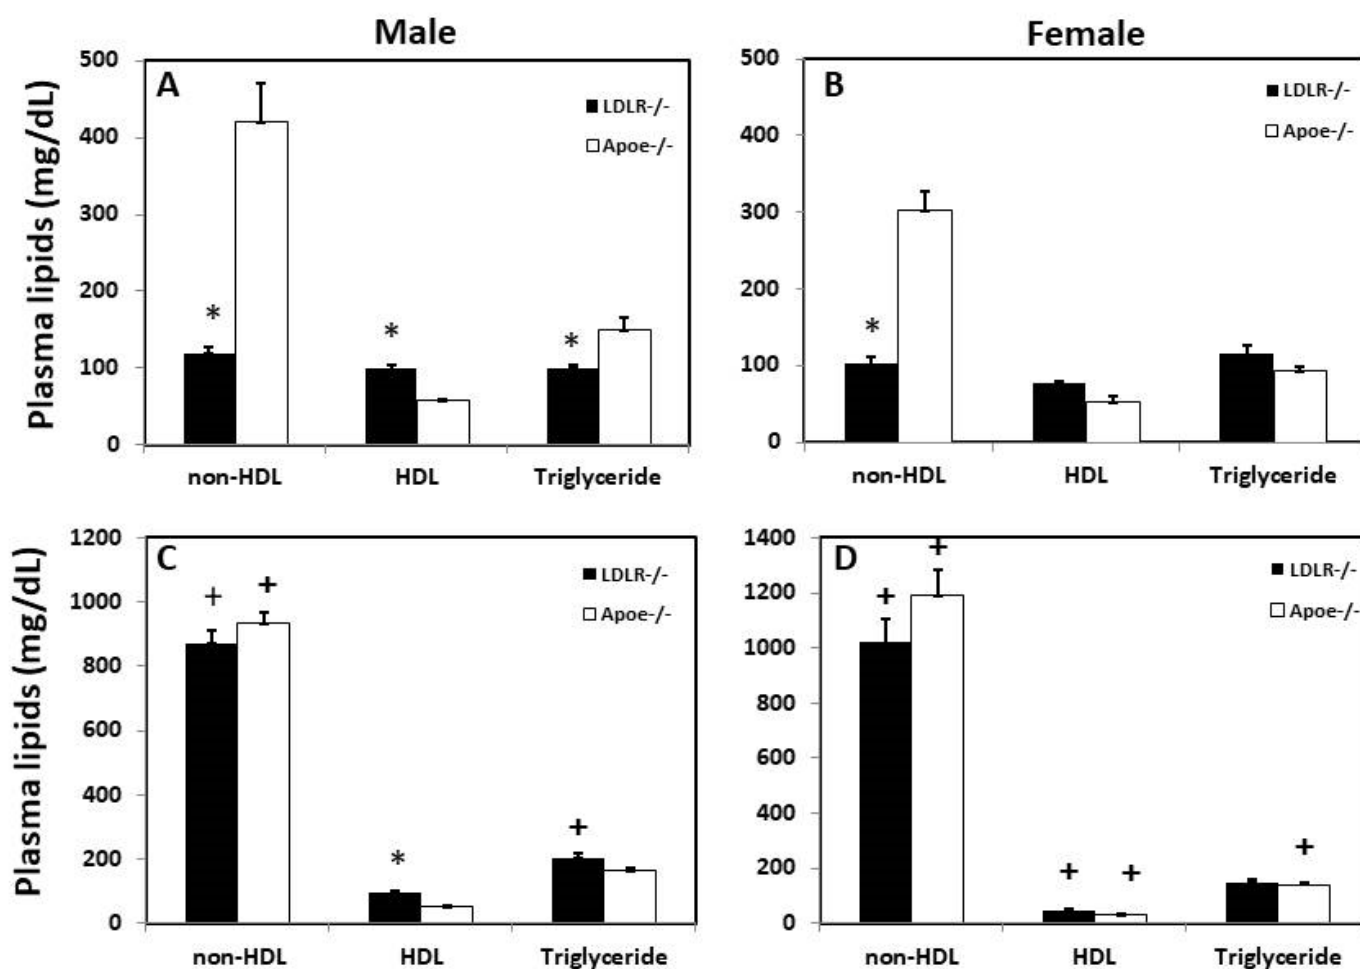 Male
Female
Plasma lipids (mg/dL)
500
400
300
200
100
0
A
LDLR-/-
Apoe-/-
*
*
*
non-HDL
HDL
Triglyceride
500
400
300
200
100
0
B
LDLR-/-
Apoe-/-
*
non-HDL
HDL
Triglyceride
Plasma lipids (mg/dL)
1200
1000
800
600
400
200
0
C
LDLR-/-
Apoe-/-
+
+
*
+
non-HDL
HDL
Triglyceride
1400
1200
1000
800
600
400
200
0
D
LDLR-/-
Apoe-/-
+
+
+
+
+
non-HDL
HDL
Triglyceride